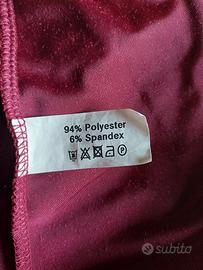 94% Polyester
6% Spandex
P
subito